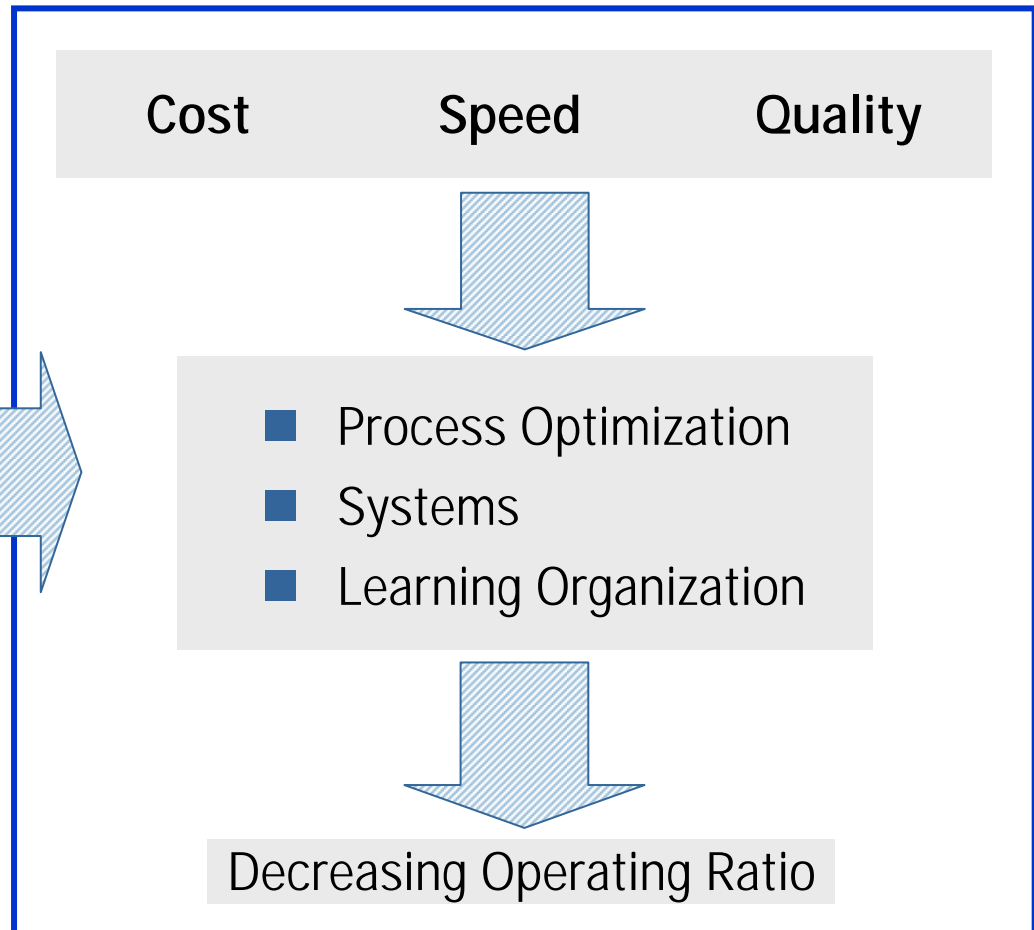 Cost Speed Quality
Process Optimization
Systems
Learning Organization
Decreasing Operating Ratio